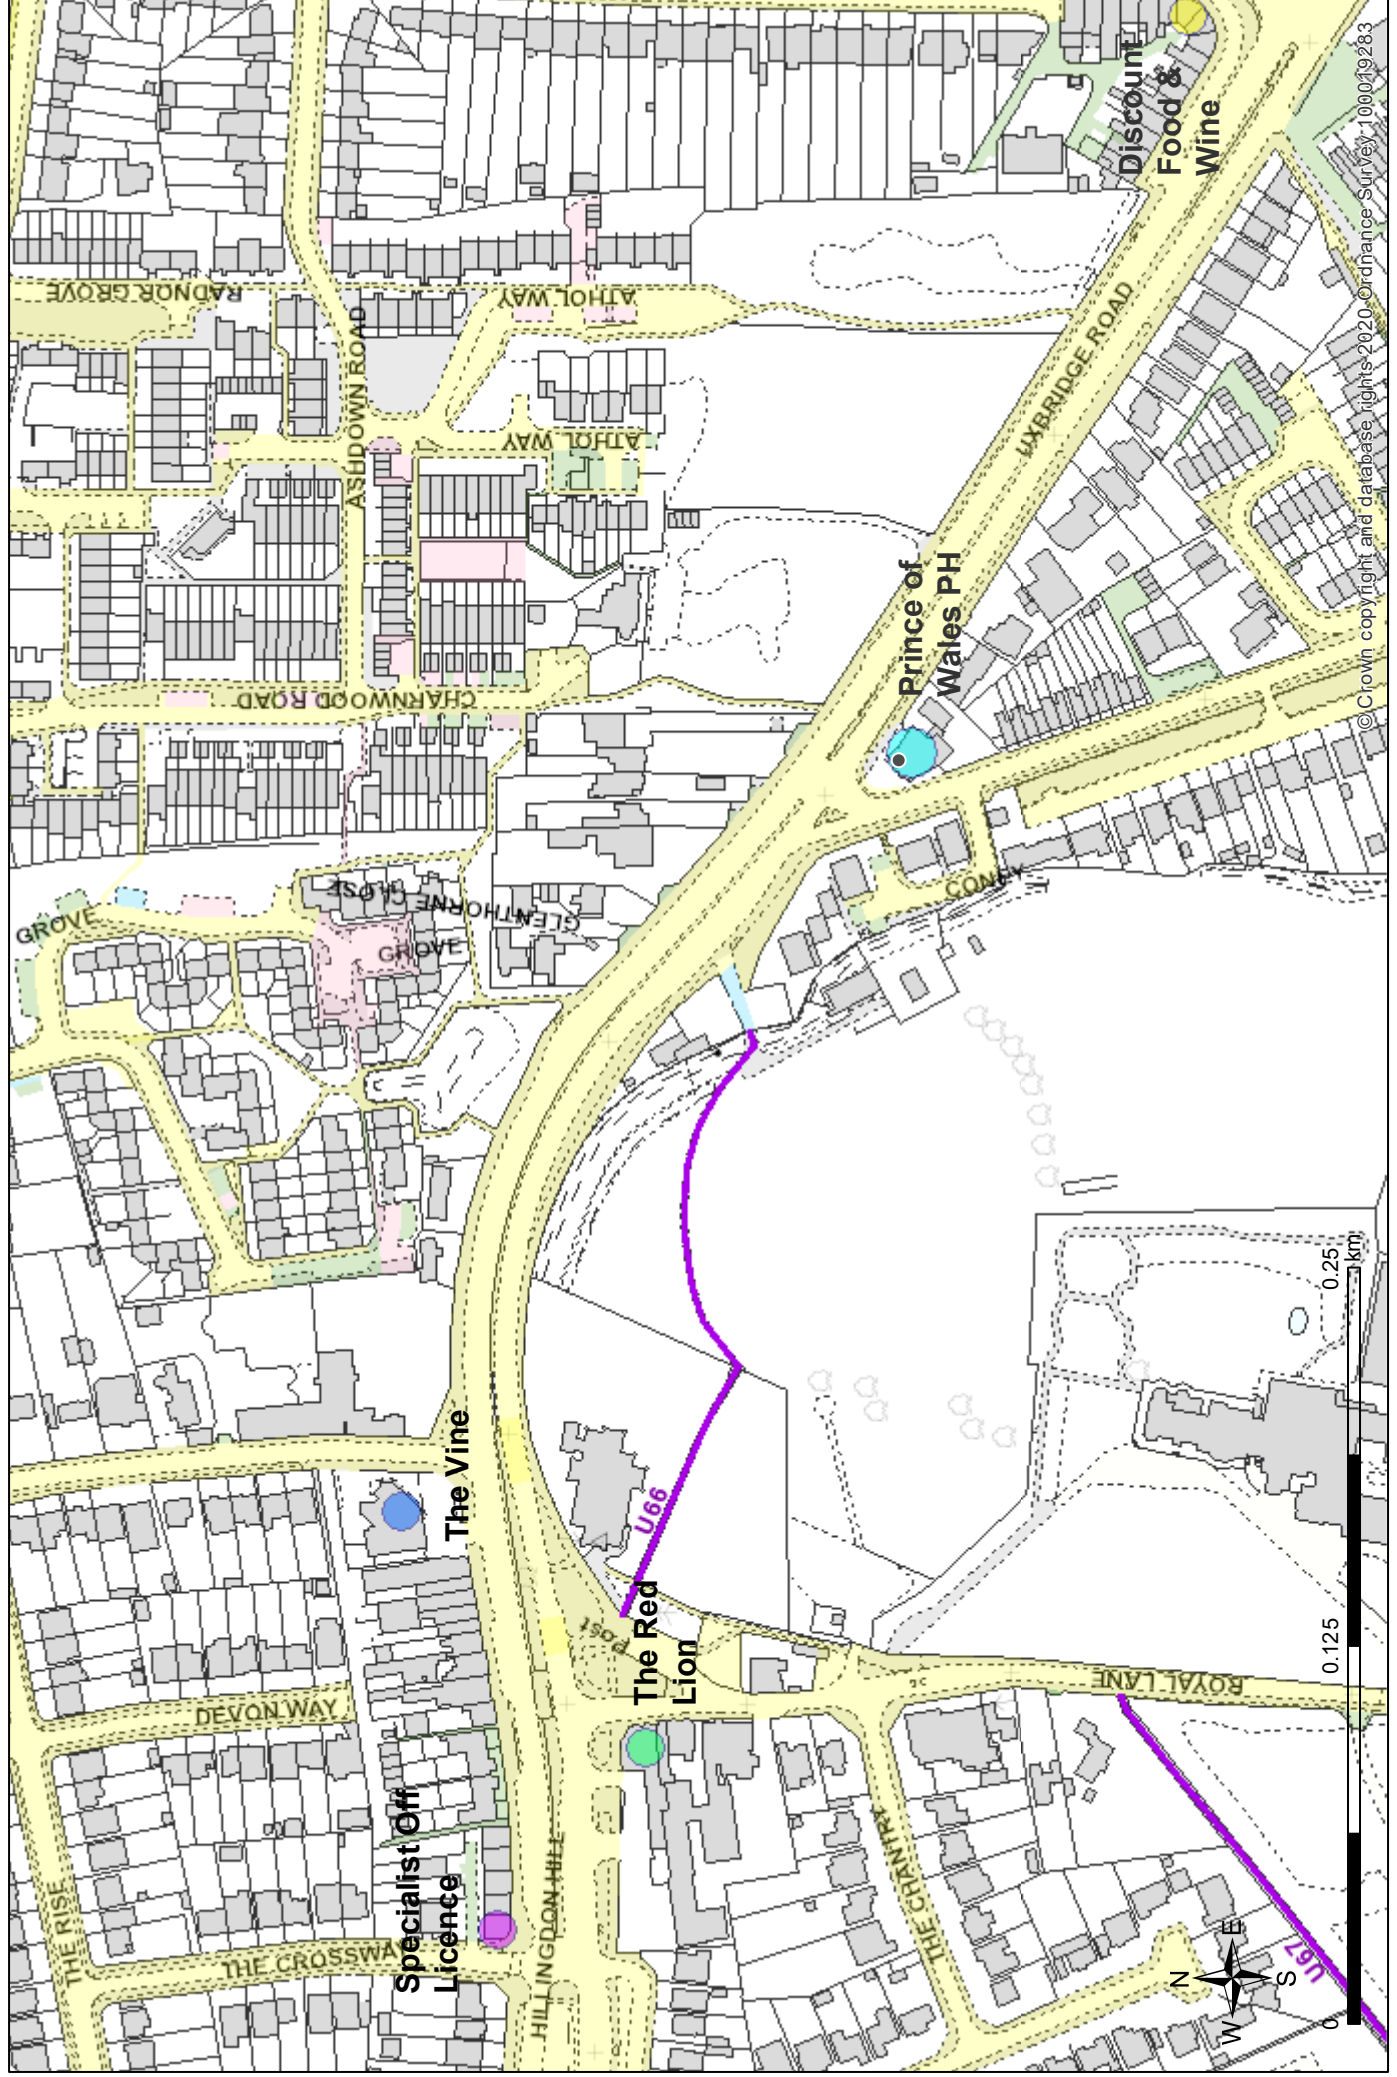 RADNOR GROVE
ASHDOWN ROAD
ATHOL WAY
ATHOL WAY
CHARNWOOD ROAD
GROVE
GLENTHORNE CLOSE
GROVE
CONEY
UXBRIDGE ROAD
Discount
Food &
Wine
Prince of
Wales PH
The Vine
U66
Post
The Red
Lion
DEVON WAY
THE RISE
THE CROSSWAY
Specialist Off
Licence
HILLINGDON HILL
THE CHANTRY
ROYAL LANE
U67
N
W
E
S
0
0.125
0.25
km
© Crown copyright and database rights 2020 Ordnance Survey 100019283